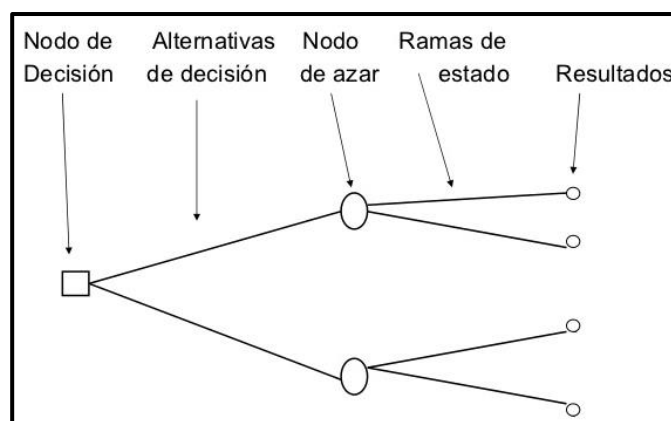 Nodo de Alternativas Nodo Ramas de
Decisión de decisión de azar estado Resultados